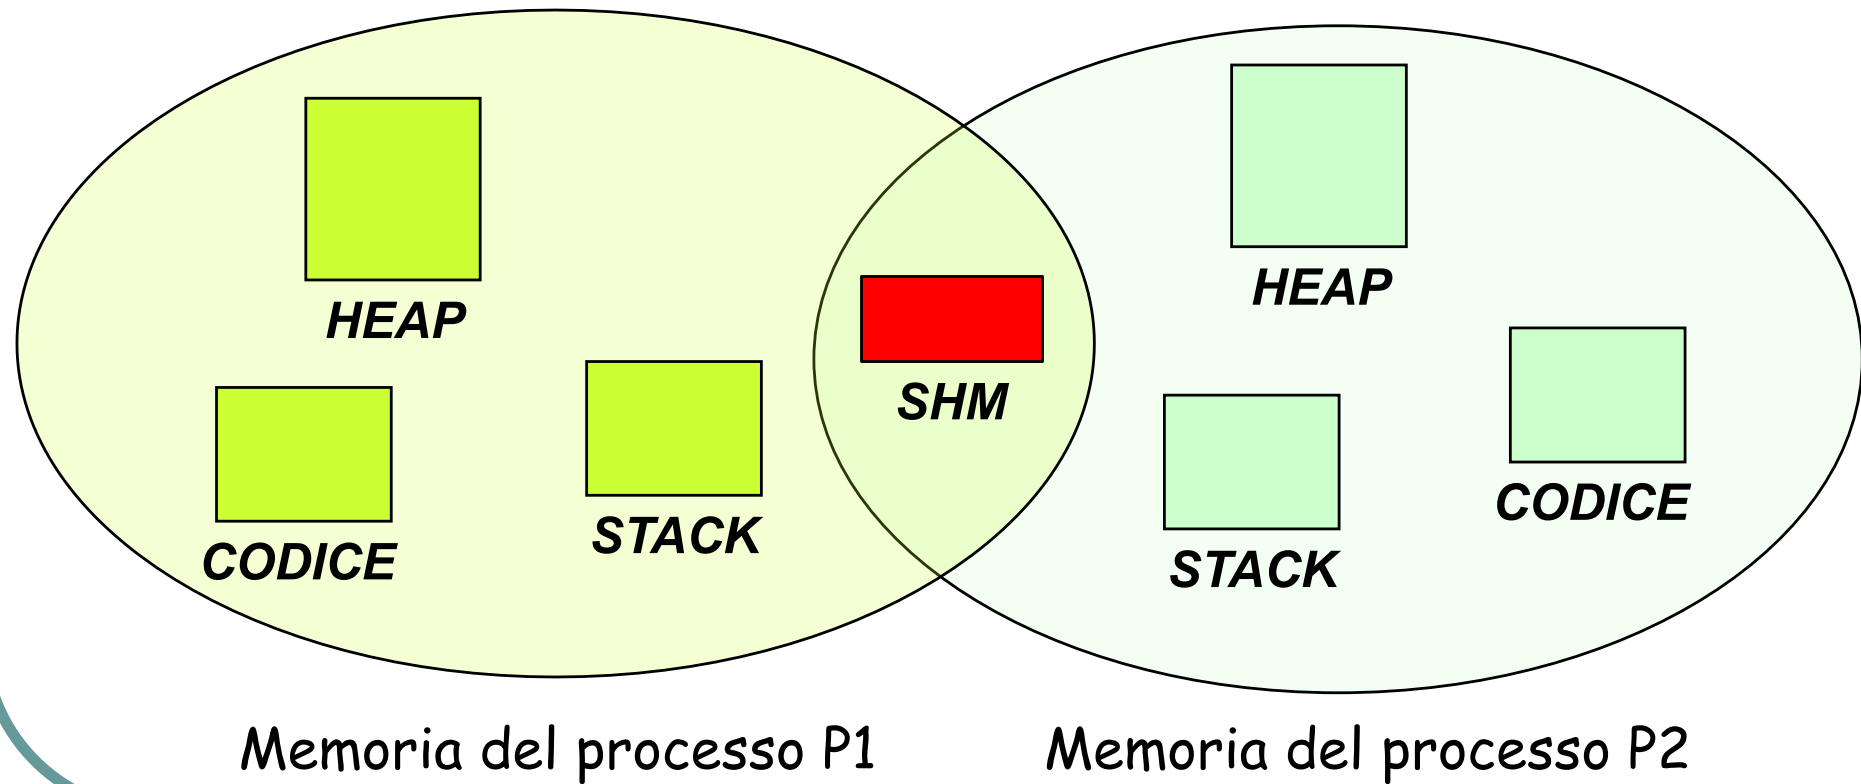 HEAP
CODICE
STACK
SHM
HEAP
STACK
CODICE
Memoria del processo P1
Memoria del processo P2